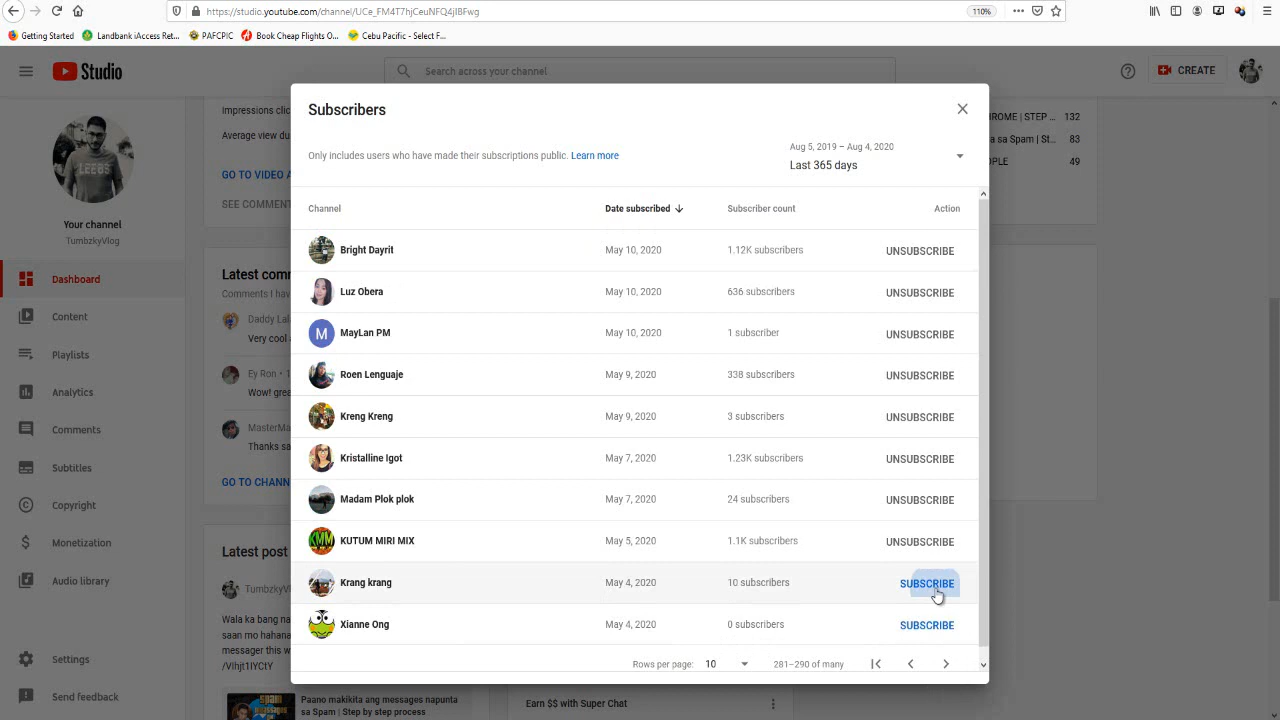 https://studio.youtube.com/channel/UCe_FM4T7hjCeuNFQ4jIBFwg
110%
Getting Started
Landbank iAccess Ret...
PAFCPIC
Book Cheap Flights O...
Cebu Pacific - Select F...
Studio
Search across your channel
CREATE
Your channel
TumbzkyVlog
Dashboard
Content
Playlists
Analytics
Comments
Subtitles
Copyright
Monetization
Audio library
Settings
Send feedback
Impressions clic
Average view du
GO TO VIDEO A
SEE COMMENT
Latest com
Comments I hav
Daddy Lala
Very cool a
Ey Ron • 1
Wow! grea
MasterMar
Thanks sa
GO TO CHANN
Latest post
TumbzkyV
Wala ka bang na
saan mo hahana
messager this w
/VIhjt1IYCtY
Paano makikita ang messages napunta
sa Spam | Step by step process
Subscribers
Only includes users who have made their subscriptions public. Learn more
Aug 5, 2019 – Aug 4, 2020
Last 365 days
Channel Date subscribed Subscriber count Action
Bright Dayrit May 10, 2020 1.12K subscribers UNSUBSCRIBE
Luz Obera May 10, 2020 636 subscribers UNSUBSCRIBE
M MayLan PM May 10, 2020 1 subscriber UNSUBSCRIBE
Roen Lenguaje May 9, 2020 338 subscribers UNSUBSCRIBE
Kreng Kreng May 9, 2020 3 subscribers UNSUBSCRIBE
Kristalline Igot May 7, 2020 1.23K subscribers UNSUBSCRIBE
Madam Plok plok May 7, 2020 24 subscribers UNSUBSCRIBE
KMM KUTUM MIRI MIX May 5, 2020 1.1K subscribers UNSUBSCRIBE
Krang krang May 4, 2020 10 subscribers SUBSCRIBE
Xianne Ong May 4, 2020 0 subscribers SUBSCRIBE
Rows per page: 10 281–290 of many
HROME | STEP ... 132
a sa Spam | St... 83
OPLE 49
Earn $$ with Super Chat